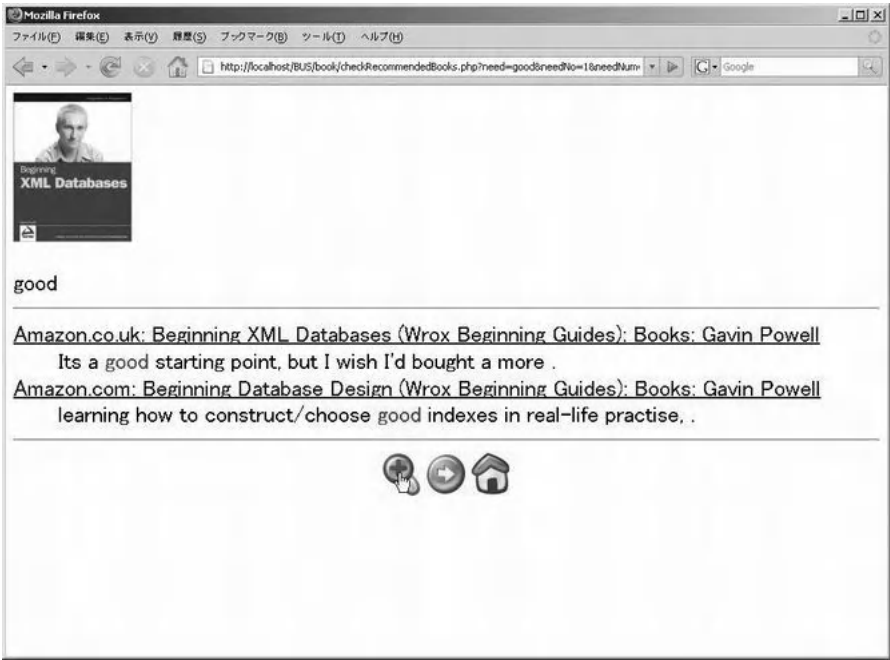 Mozilla Firefox
ファイル(F) 編集(E) 表示(V) 履歴(S) ブックマーク(B) ツール(T) ヘルプ(H)
http://localhost/BUS/book/checkRecommendedBooks.php?need=good&needNo=1&needNum G Google
Beginning
XML Databases
good
Amazon.co.uk: Beginning XML Databases (Wrox Beginning Guides): Books: Gavin Powell
Its a good starting point, but I wish I'd bought a more .
Amazon.com: Beginning Database Design (Wrox Beginning Guides): Books: Gavin Powell
learning how to construct/choose good indexes in real-life practise, .